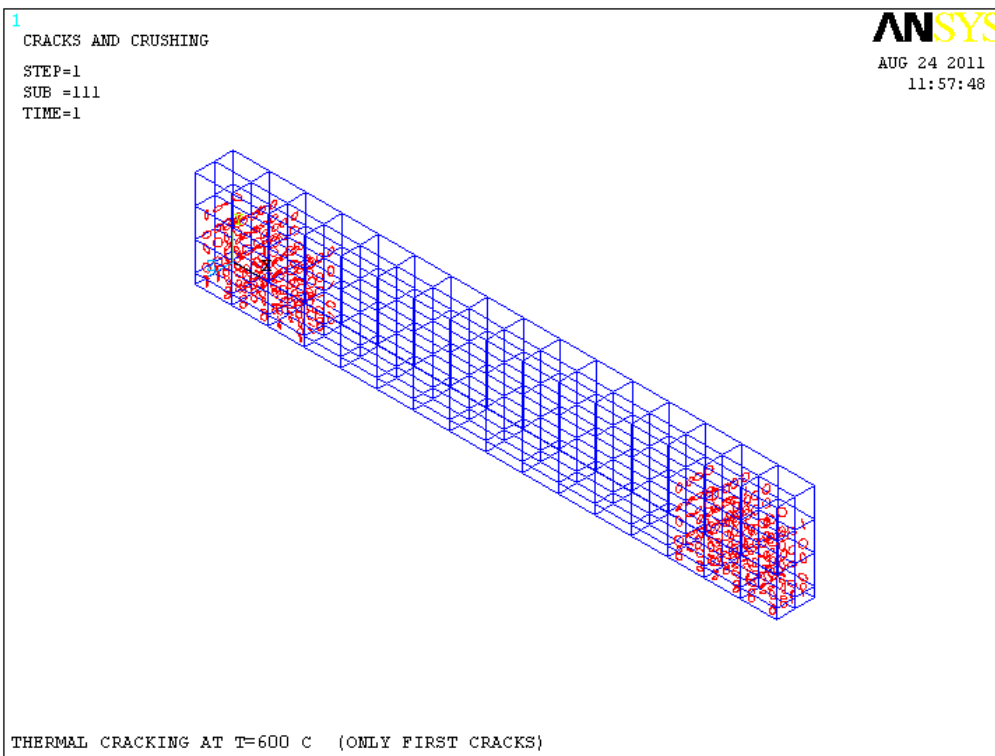 1
CRACKS AND CRUSHING
STEP=1
SUB =111
TIME=1
ANSYS
AUG 24 2011
11:57:48
THERMAL CRACKING AT T=600 C (ONLY FIRST CRACKS)